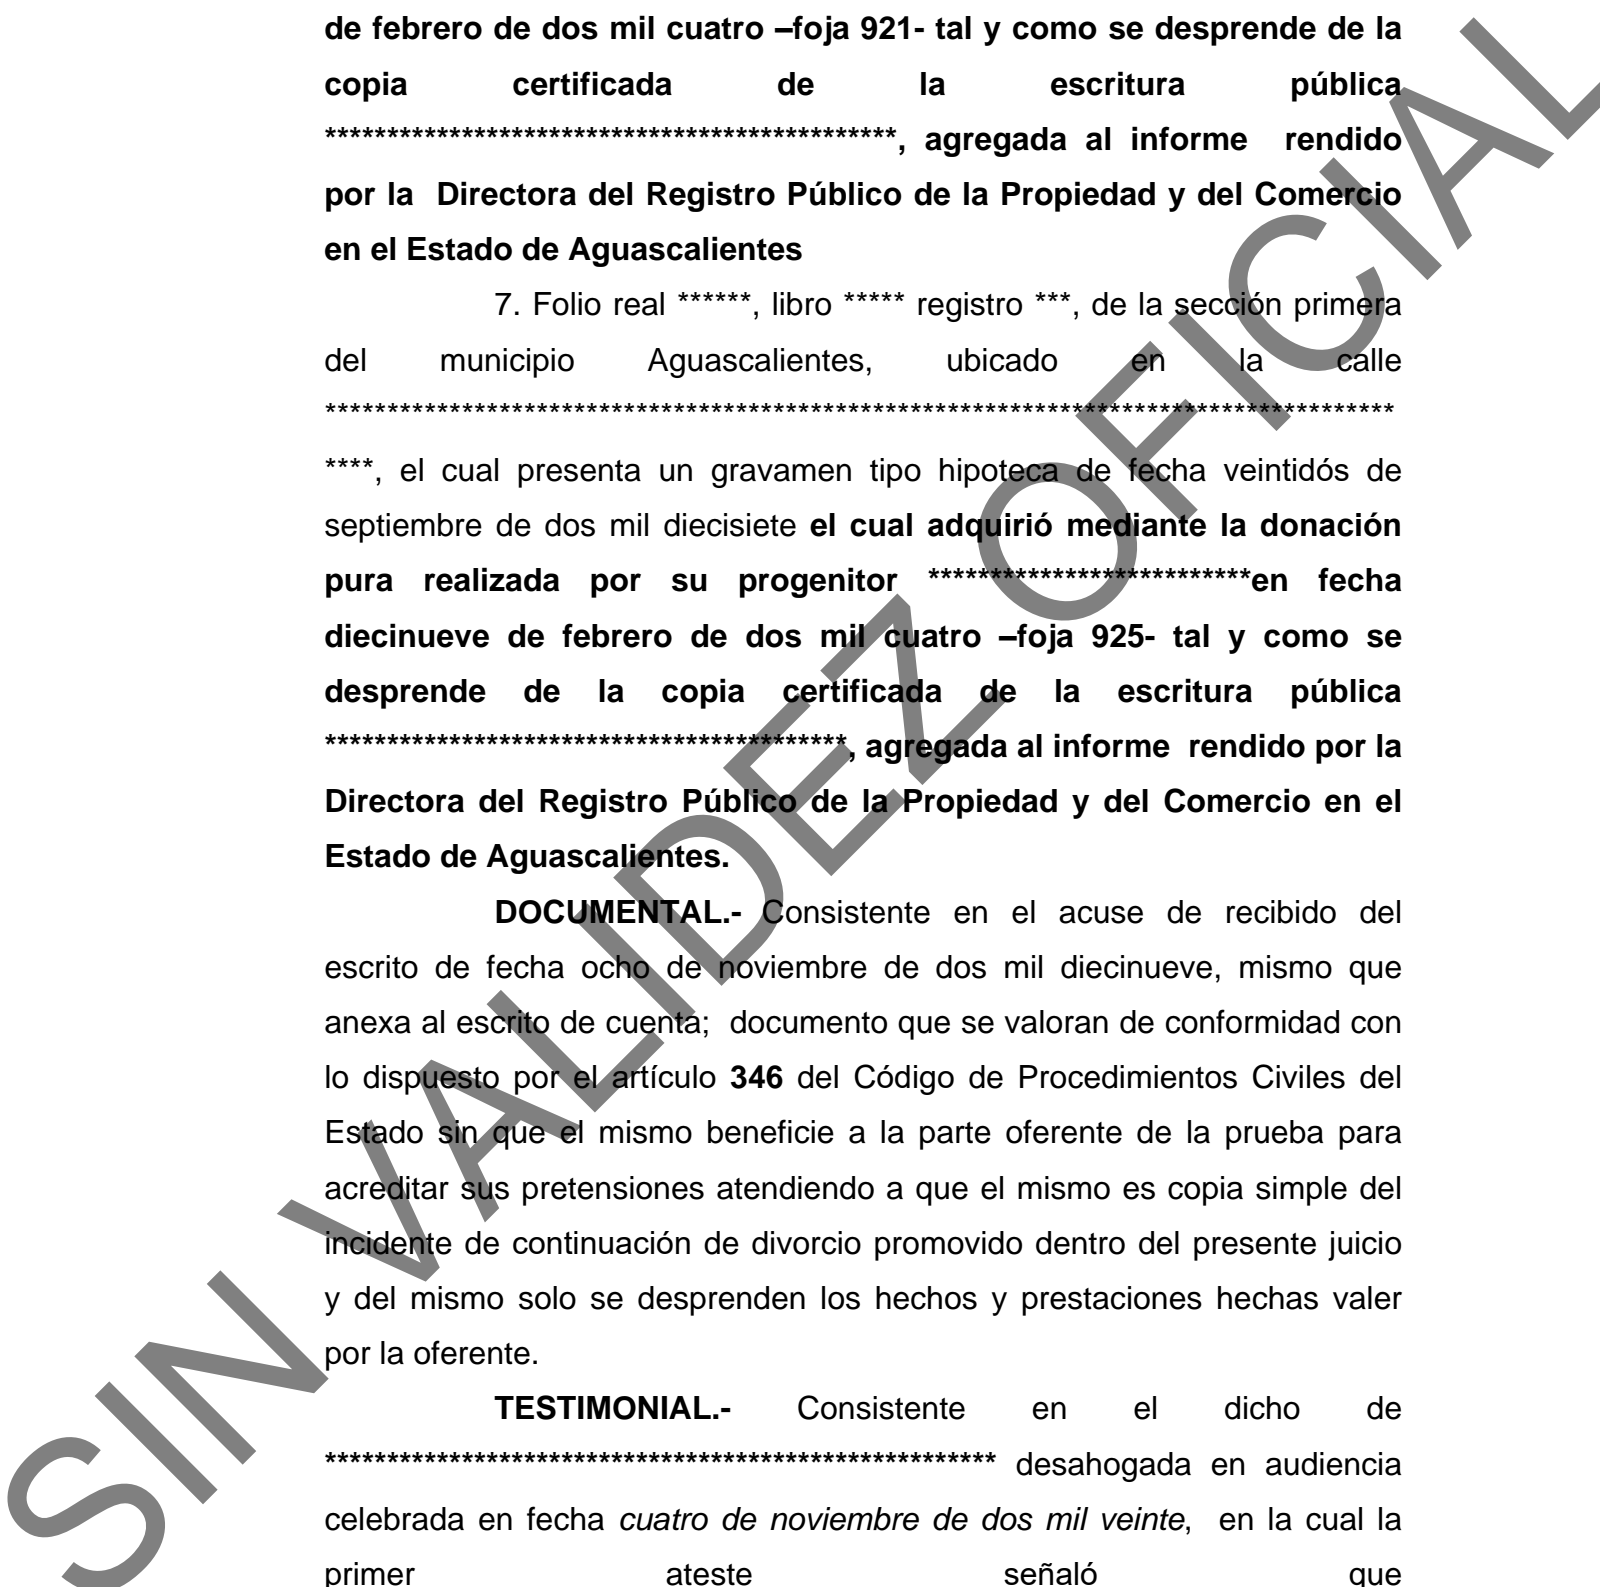 de febrero de dos mil cuatro –foja 921- tal y como se desprende de la
copia certificada de la escritura pública
**********************************************, agregada al informe rendido
por la Directora del Registro Público de la Propiedad y del Comercio
en el Estado de Aguascalientes
7. Folio real ******, libro ***** registro ***, de la sección primera
del municipio Aguascalientes, ubicado en la calle
**************************************************************************************
****, el cual presenta un gravamen tipo hipoteca de fecha veintidós de
septiembre de dos mil diecisiete el cual adquirió mediante la donación
pura realizada por su progenitor **************************en fecha
diecinueve de febrero de dos mil cuatro –foja 925- tal y como se
desprende de la copia certificada de la escritura pública
******************************************, agregada al informe rendido por la
Directora del Registro Público de la Propiedad y del Comercio en el
Estado de Aguascalientes.
DOCUMENTAL.- Consistente en el acuse de recibido del
escrito de fecha ocho de noviembre de dos mil diecinueve, mismo que
anexa al escrito de cuenta; documento que se valoran de conformidad con
lo dispuesto por el artículo 346 del Código de Procedimientos Civiles del
Estado sin que el mismo beneficie a la parte oferente de la prueba para
acreditar sus pretensiones atendiendo a que el mismo es copia simple del
incidente de continuación de divorcio promovido dentro del presente juicio
y del mismo solo se desprenden los hechos y prestaciones hechas valer
por la oferente.
TESTIMONIAL.- Consistente en el dicho de
****************************************************** desahogada en audiencia
celebrada en fecha cuatro de noviembre de dos mil veinte, en la cual la
primer ateste señaló que
SIN VALIDEZ OFICIAL